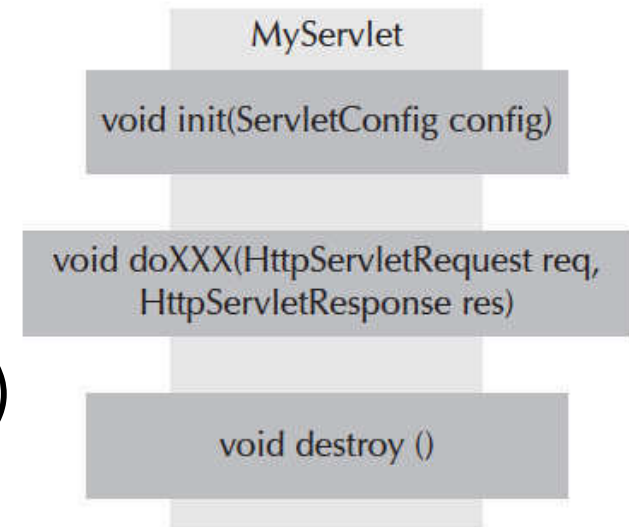 MyServlet
void init(ServletConfig config)
void doXXX(HttpServletRequest req,
HttpServletResponse res)
)
void destroy ()